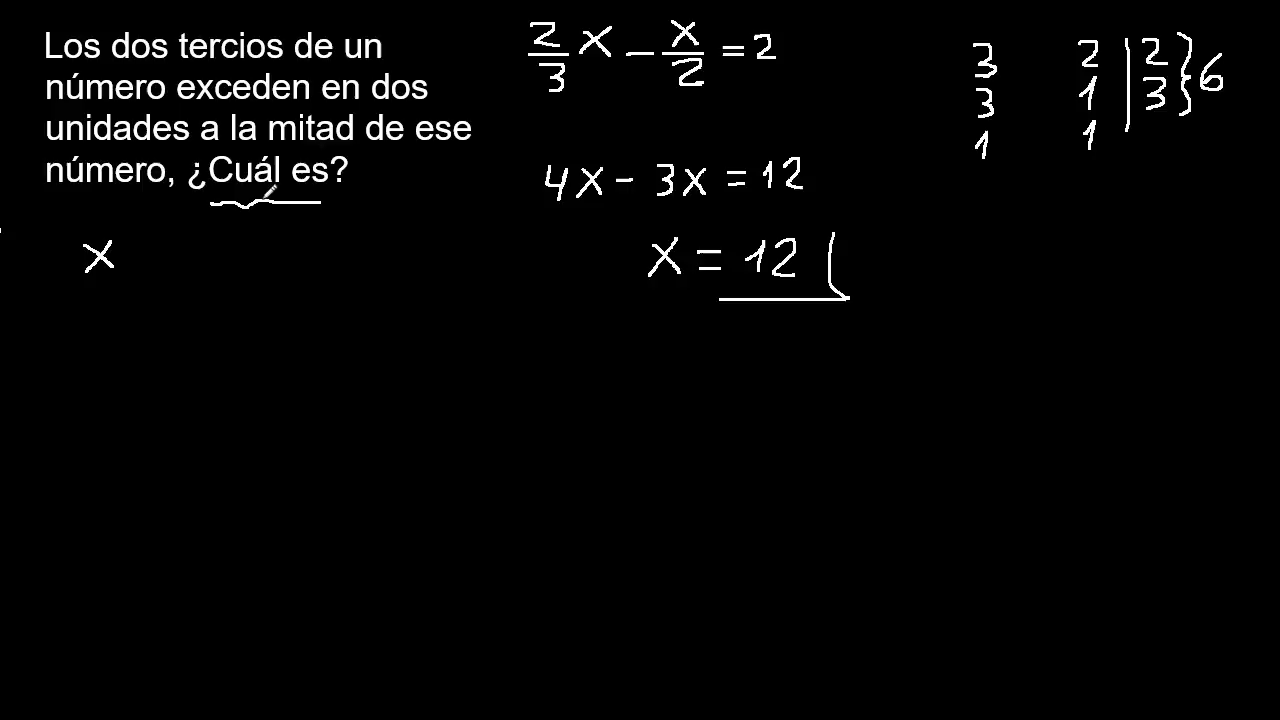 Los dos tercios de un
número exceden en dos
unidades a la mitad de ese
número, ¿Cuál es?
x
2/3 x - x/2 = 2
4x - 3x = 12
x = 12
3 2 | 2
3 1 | 3 } 6
1 1